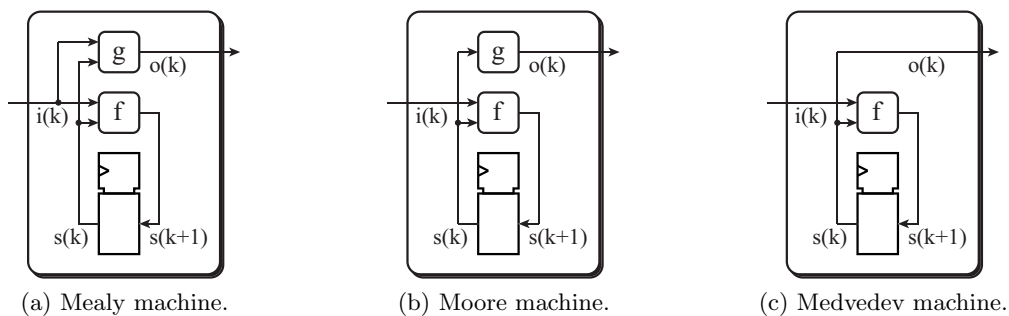 g
o(k)
i(k)
f
s(k)
s(k+1)
(a) Mealy machine.
g
o(k)
i(k)
f
s(k)
s(k+1)
(b) Moore machine.
o(k)
i(k)
f
s(k)
s(k+1)
(c) Medvedev machine.